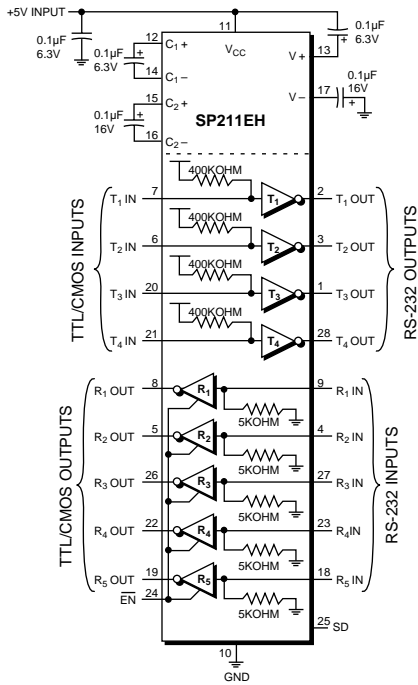 +5V INPUT
0.1µF
6.3V
+
12
C1 +
0.1µF
6.3V
+
14
C1 –
15
C2 +
0.1µF
16V
+
16
C2 –
11
VCC
V +
13
+
0.1µF
6.3V
V –
17
+
0.1µF
16V
SP211EH
TTL/CMOS INPUTS
RS-232 OUTPUTS
400KOHM
T1 IN
7
T1
2
T1 OUT
400KOHM
T2 IN
6
T2
3
T2 OUT
400KOHM
T3 IN
20
T3
1
T3 OUT
400KOHM
T4 IN
21
T4
28
T4 OUT
TTL/CMOS OUTPUTS
RS-232 INPUTS
R1 OUT
8
R1
9
R1 IN
5KOHM
R2 OUT
5
R2
4
R2 IN
5KOHM
R3 OUT
26
R3
27
R3 IN
5KOHM
R4 OUT
22
R4
23
R4IN
5KOHM
R5 OUT
19
R5
18
R5 IN
5KOHM
EN
24
25
SD
10
GND